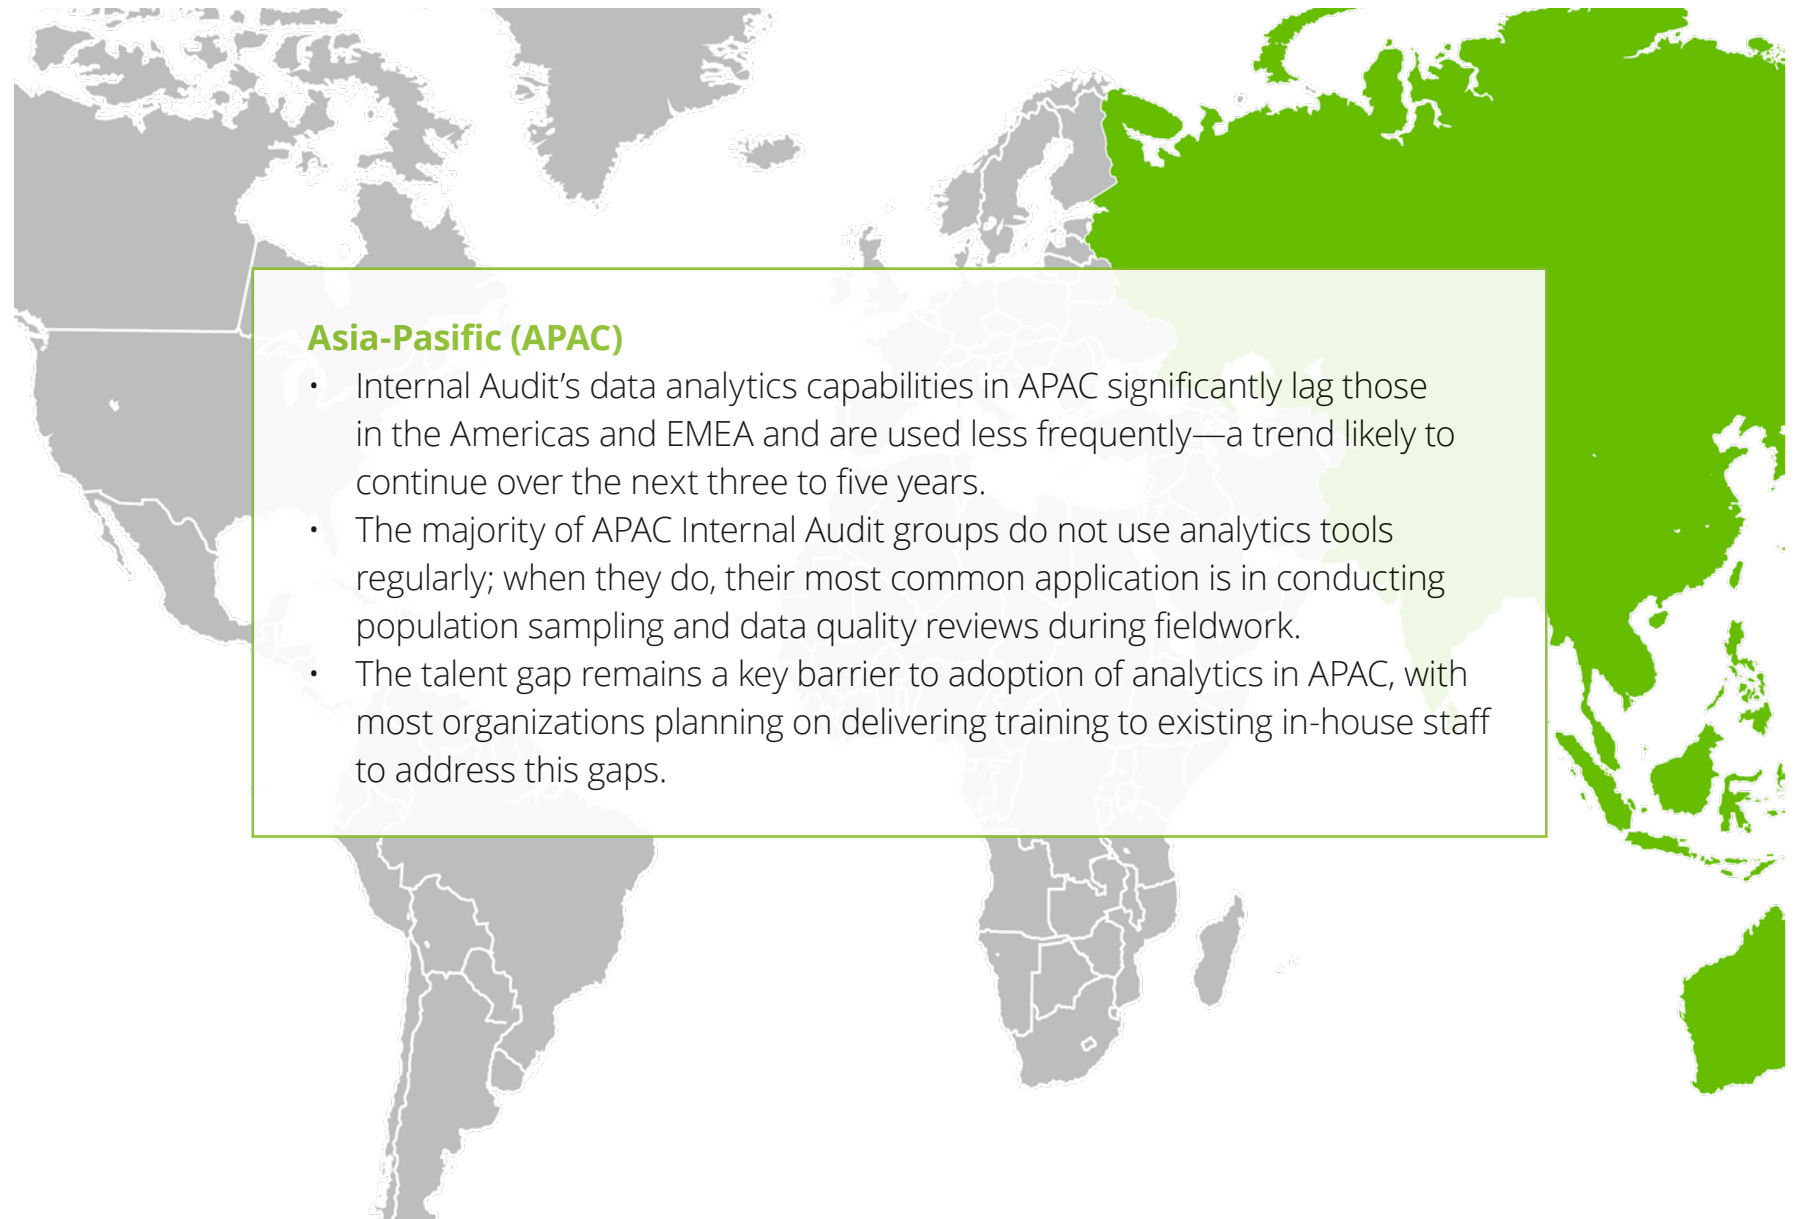 Asia-Pasific (APAC)
• Internal Audit’s data analytics capabilities in APAC significantly lag those
in the Americas and EMEA and are used less frequently—a trend likely to
continue over the next three to five years.
• The majority of APAC Internal Audit groups do not use analytics tools
regularly; when they do, their most common application is in conducting
population sampling and data quality reviews during fieldwork.
• The talent gap remains a key barrier to adoption of analytics in APAC, with
most organizations planning on delivering training to existing in-house staff
to address this gaps.